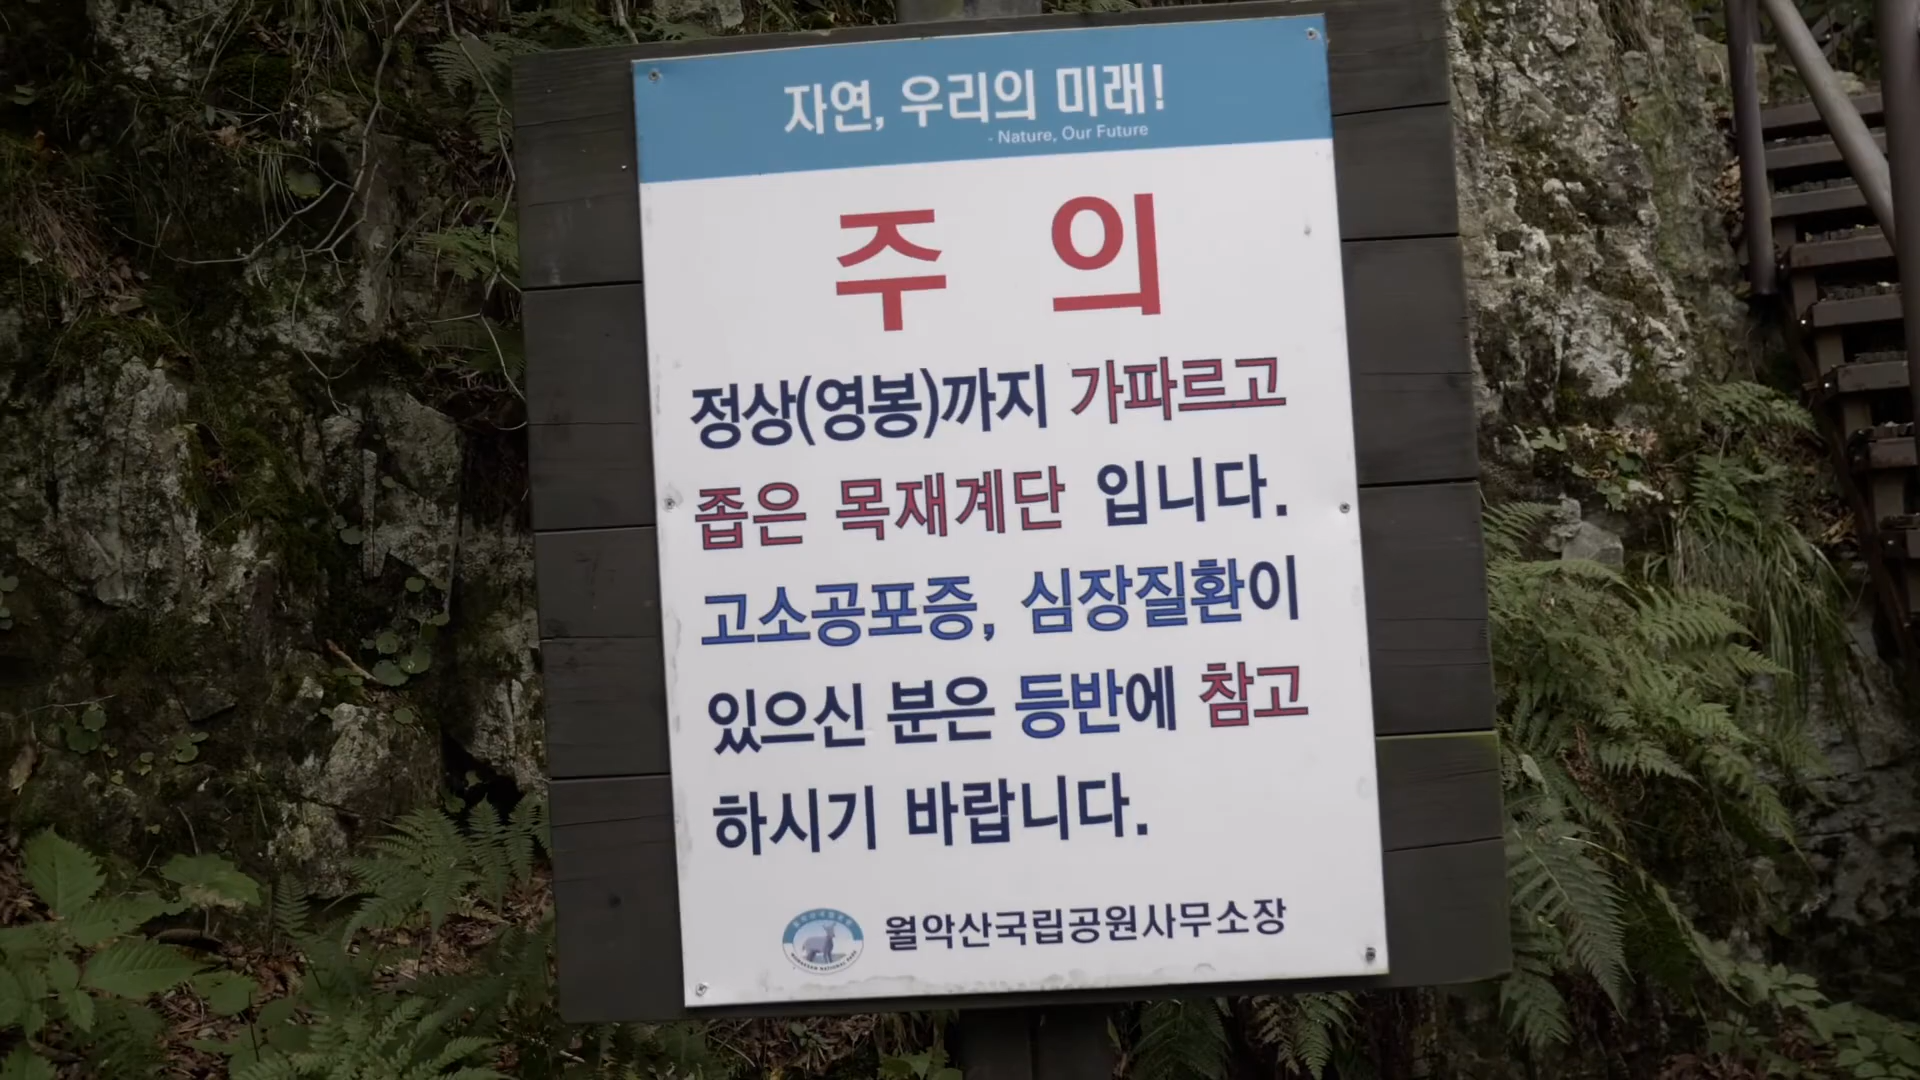 자연, 우리의 미래!
- Nature, Our Future
주 의
정상(영봉)까지 가파르고
좁은 목재계단 입니다.
고소공포증, 심장질환이
있으신 분은 등반에 참고
하시기 바랍니다.
월악산국립공원사무소장